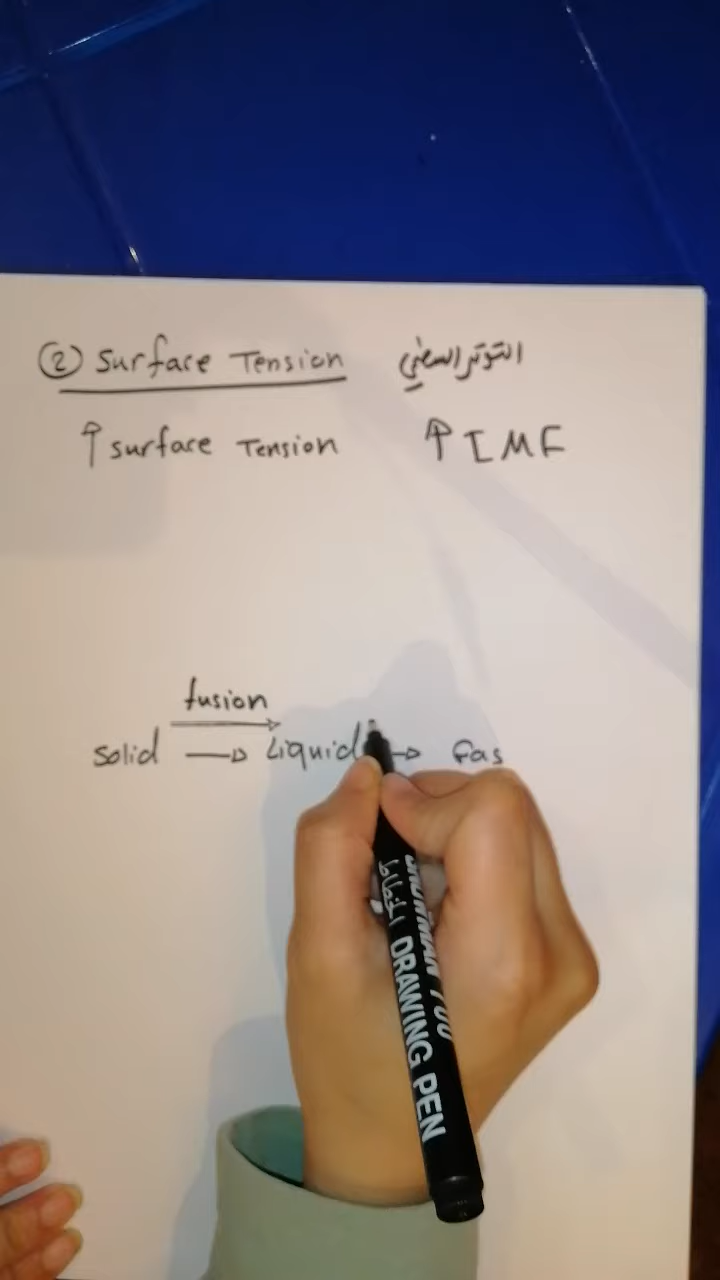 ② Surface Tension التوتر السطحي
↑ surface Tension ↑ IMF
fusion
solid → Liquid → Gas
DRAWING PEN